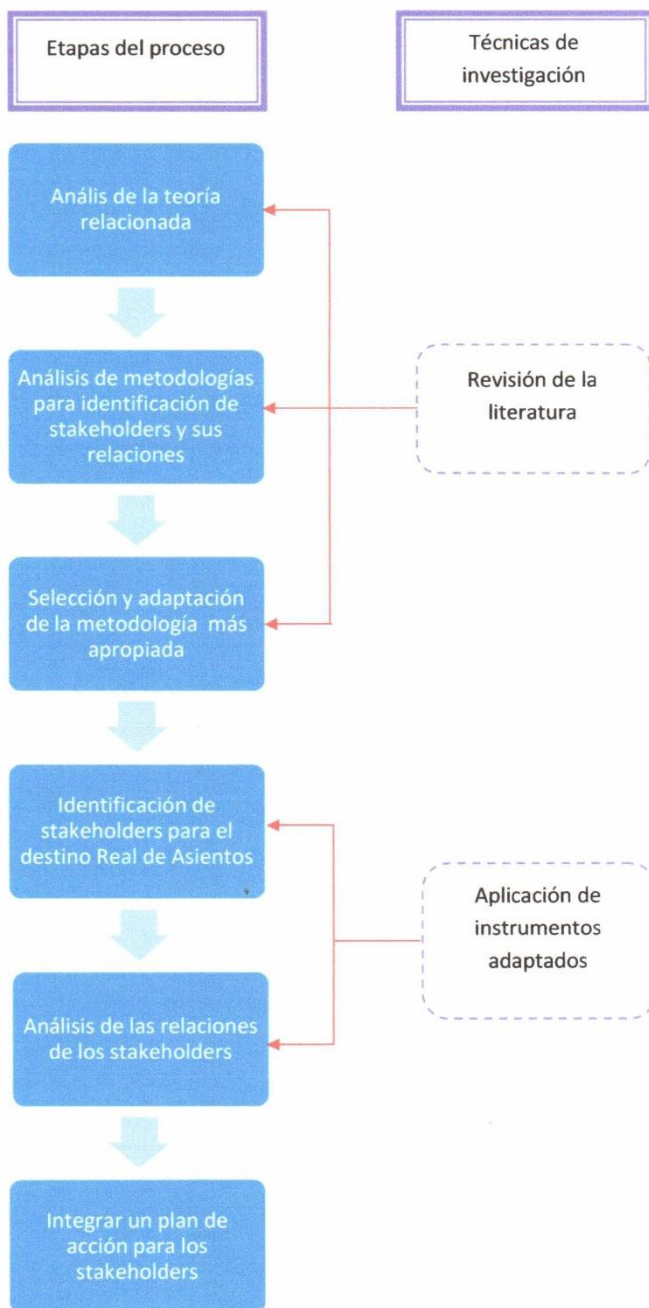 Etapas del proceso
Técnicas de
investigación
Anális de la teoría
relacionada
Análisis de metodologías
para identificación de
stakeholders y sus
relaciones
Revisión de la
literatura
Selección y adaptación
de la metodología más
apropiada
Identificación de
stakeholders para el
destino Real de Asientos
Aplicación de
instrumentos
adaptados
Análisis de las relaciones
de los stakeholders
Integrar un plan de
acción para los
stakeholders